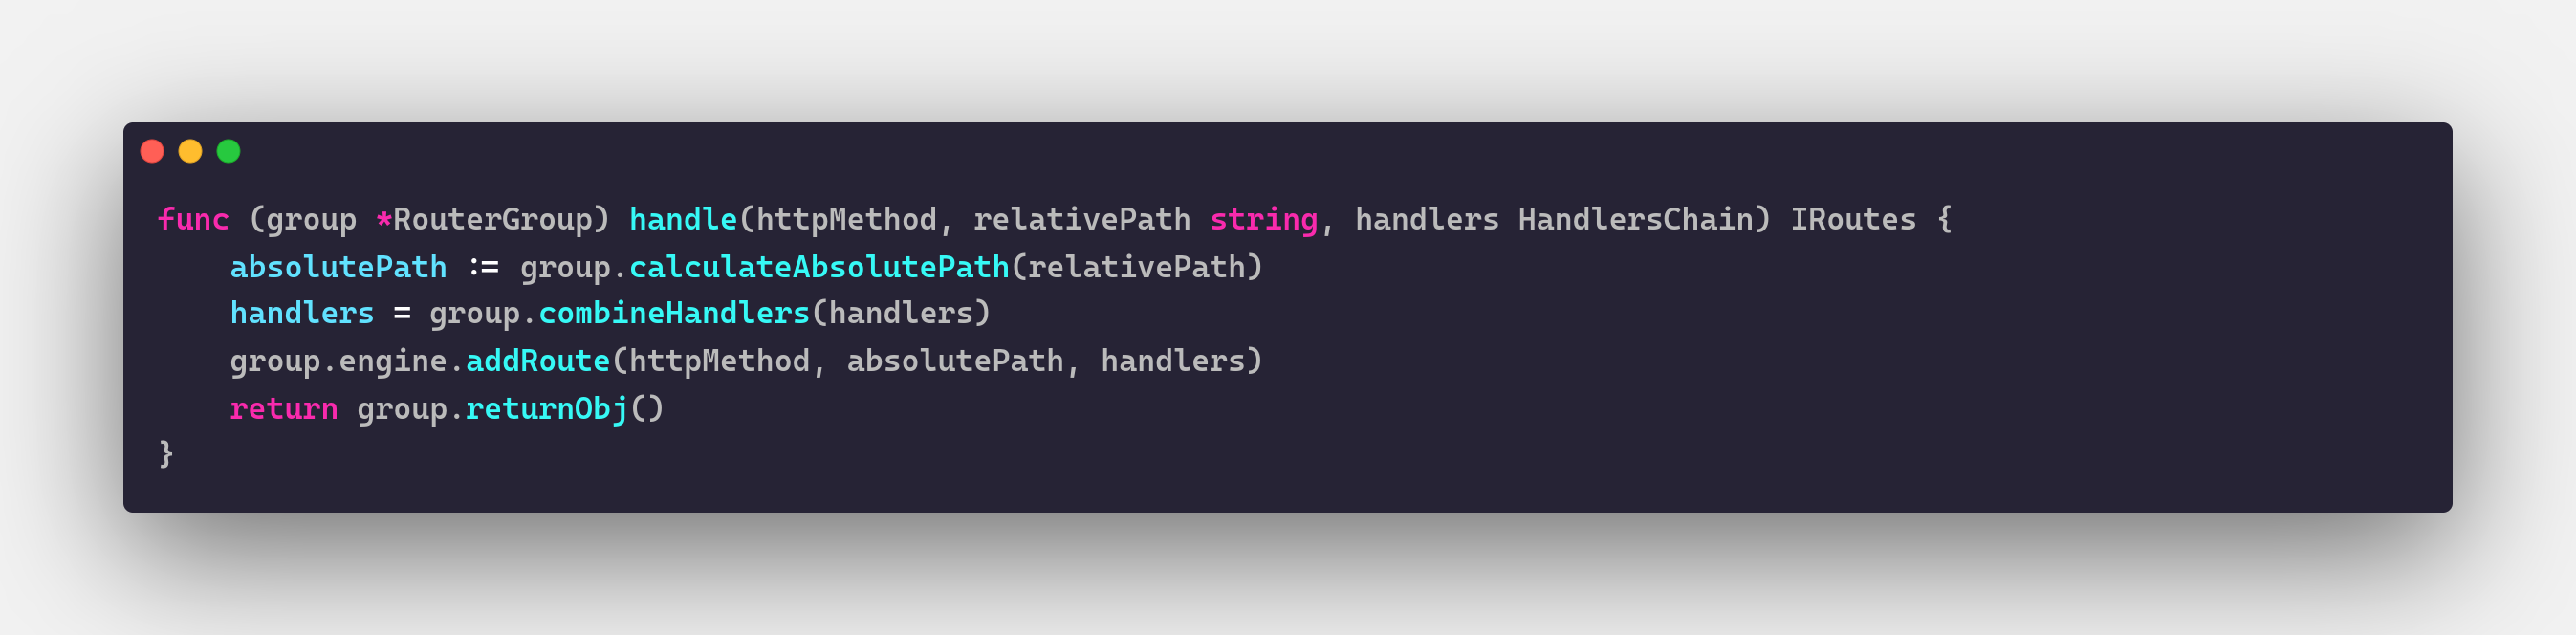 func (group *RouterGroup) handle(httpMethod, relativePath string, handlers HandlersChain) IRoutes {
    absolutePath := group.calculateAbsolutePath(relativePath)
    handlers = group.combineHandlers(handlers)
    group.engine.addRoute(httpMethod, absolutePath, handlers)
    return group.returnObj()
}